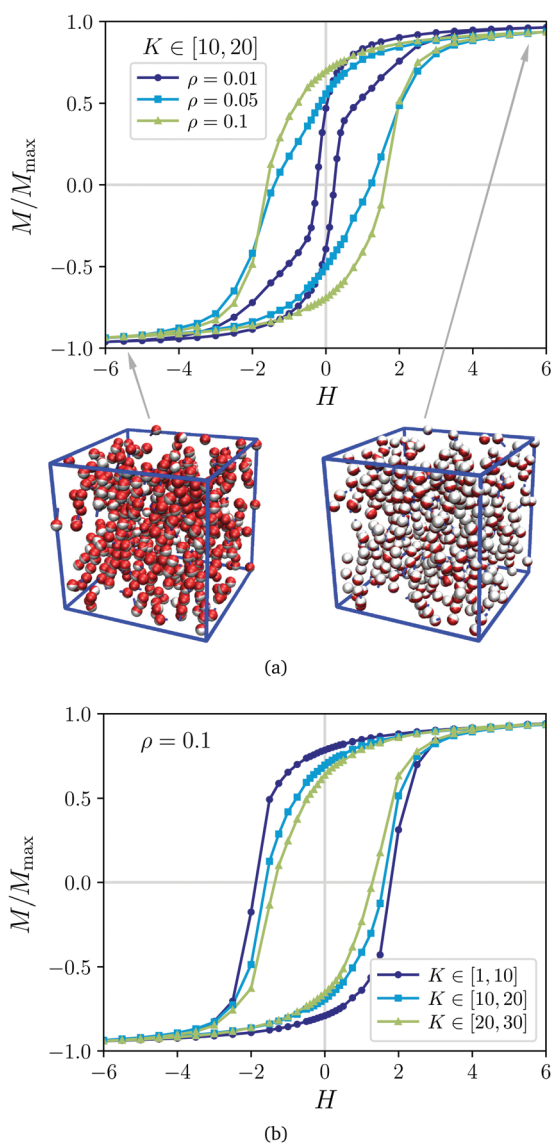 1.0
K ∈ [10, 20]
ρ = 0.01
ρ = 0.05
ρ = 0.1
0.5
0.0
−0.5
−1.0
M/Mmax
−6 −4 −2 0 2 4 6
H
(a)
1.0
ρ = 0.1
0.5
0.0
−0.5
−1.0
M/Mmax
K ∈ [1, 10]
K ∈ [10, 20]
K ∈ [20, 30]
−6 −4 −2 0 2 4 6
H
(b)